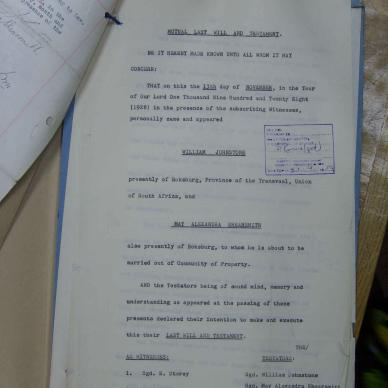 MUTUAL LAST WILL AND TESTAMENT.
BE IT HEREBY MADE KNOWN UNTO ALL WHOM IT MAY
CONCERN:
THAT on this the 13th day of NOVEMBER, in the Year
of Our Lord One Thousand Nine Hundred and Twenty Eight
(1928) in the presence of the subscribing Witnesses,
personally came and appeared
WILLIAM JOHNSTONE
presently of Boksburg, Province of the Transvaal, Union
of South Africa, and
MAY ALEXANDRA SHEARSMITH
also presently of Boksburg, to whom he is about to be
married out of Community of Property.
AND the Testators being of sound mind, memory and
understanding as appeared at the passing of these
presents declared their intention to make and execute
this their LAST WILL AND TESTAMENT.
THE/
AS WITNESSES: TESTATORS:
1. Sgd. E. Storey Sgd. William Johnstone
Sgd. May Alexandra Shearsmith